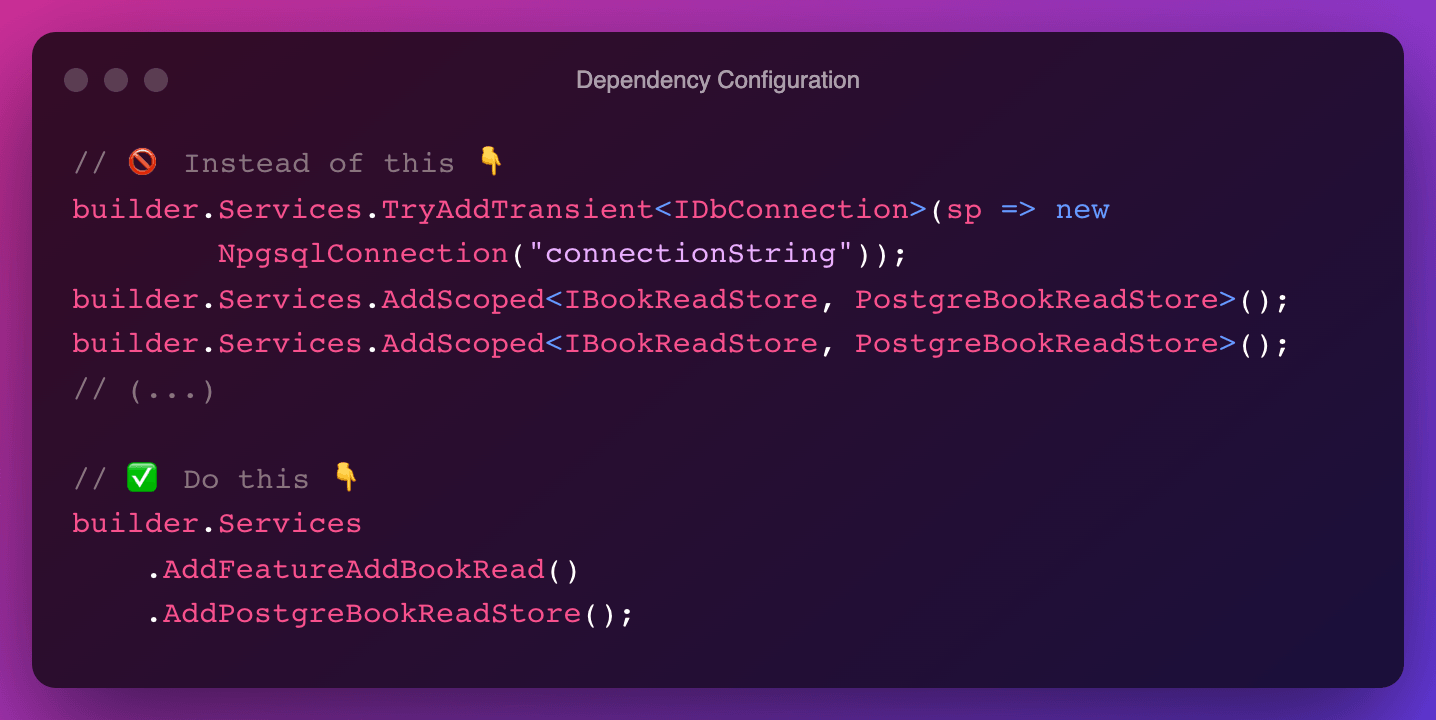 Dependency Configuration
// 🚫 Instead of this 👇
builder.Services.TryAddTransient<IDbConnection>(sp => new
        NpgsqlConnection("connectionString"));
builder.Services.AddScoped<IBookReadStore, PostgreBookReadStore>();
builder.Services.AddScoped<IBookReadStore, PostgreBookReadStore>();
// (...)
// ✅ Do this 👇
builder.Services
    .AddFeatureAddBookRead()
    .AddPostgreBookReadStore();